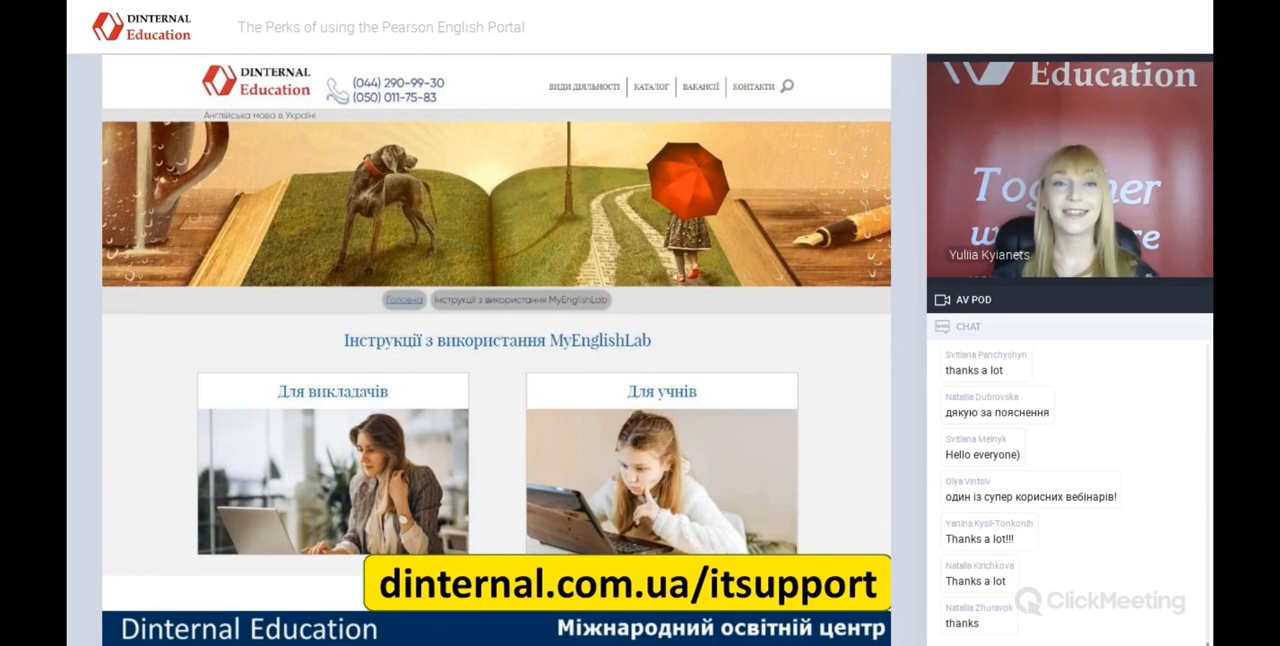 DINTERNAL
Education
The Perks of using the Pearson English Portal
DINTERNAL
Education
(044) 290-99-30
(050) 011-75-83
ВИДИ ДІЯЛЬНОСТІ
КАТАЛОГ
ВАКАНСІЇ
КОНТАКТИ
Англійська мова в Україні
Головна
Інструкції з використання MyEnglishLab
Інструкції з використання MyEnglishLab
Для викладачів
Для учнів
dinternal.com.ua/itsupport
Dinternal Education
Міжнародний освітній центр
Education
Yuliia Kyianets
AV POD
CHAT
Svitlana Panchyshyn
thanks a lot
Nataliia Dubrovska
дякую за пояснення
Svitlana Melnyk
Hello everyone)
Olya Vintsiv
один із супер корисних вебінарів!
Yanina Kysil-Tonkonih
Thanks a lot!!!
Natalia Kirichkova
Thanks a lot
Nataliia Zhuravok
thanks
ClickMeeting